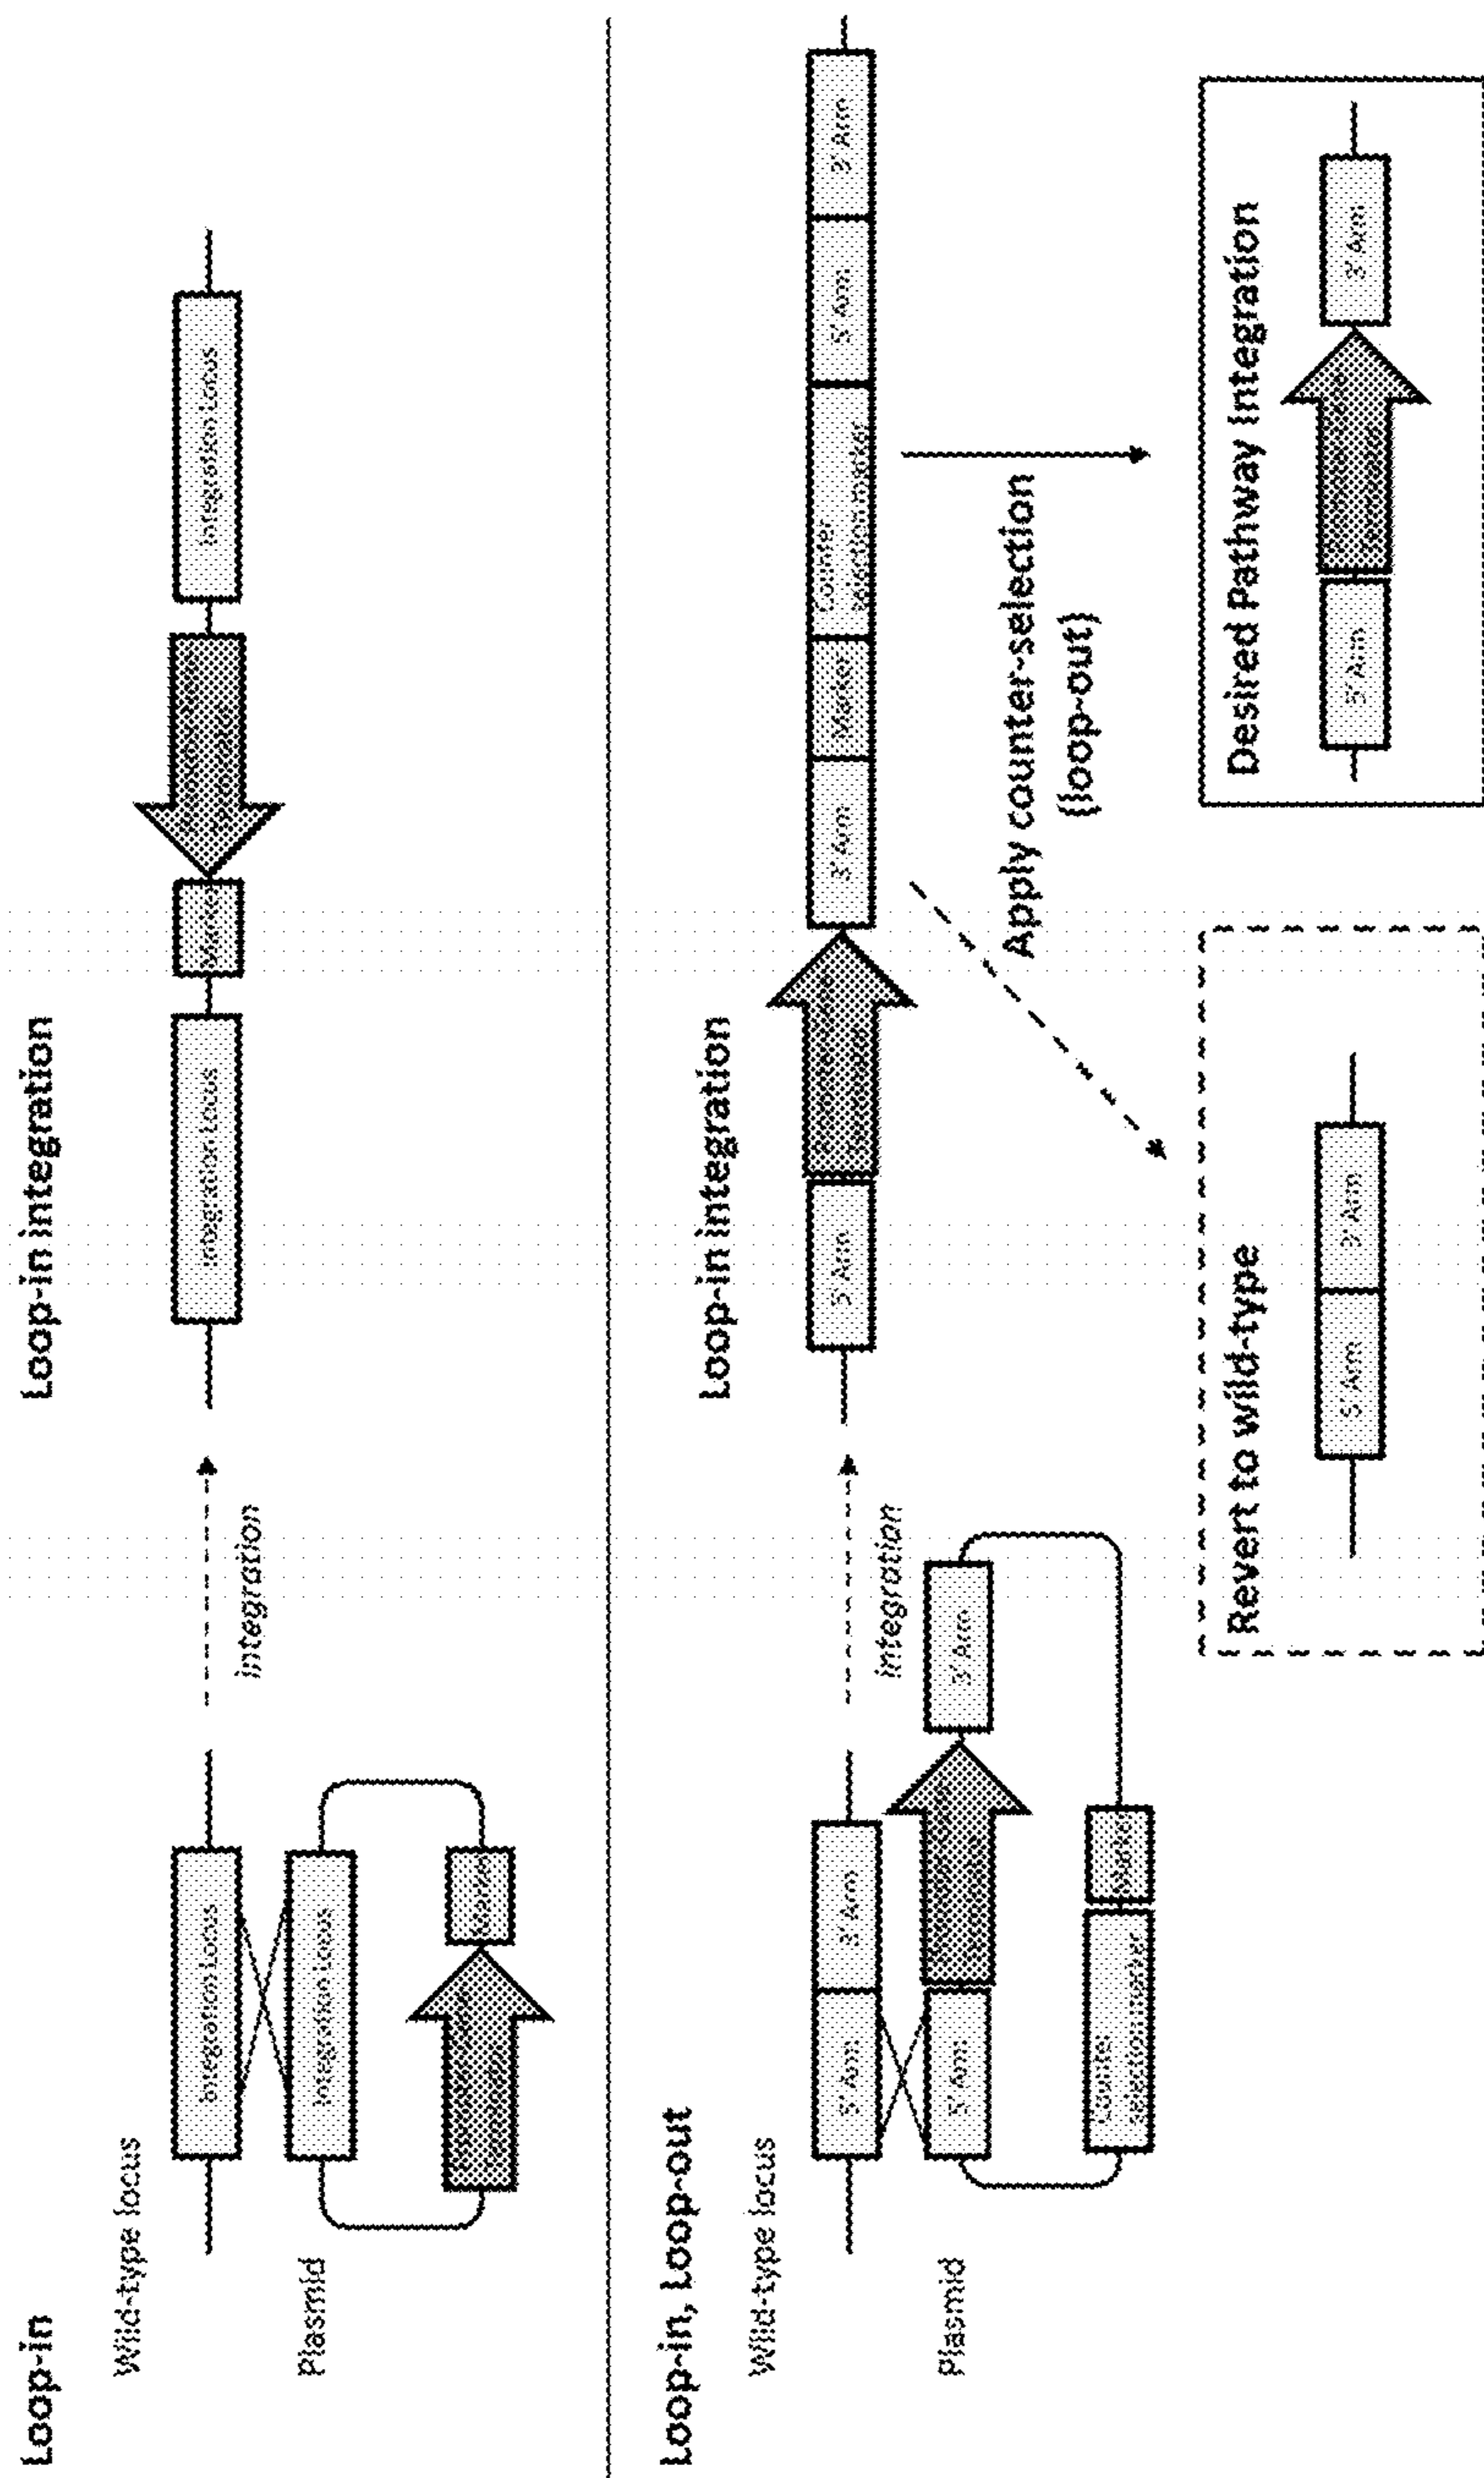 Loop-in
Wild-type locus
Integration Locus
Plasmid
Integration Locus
Marker
integration
Loop-in integration
Integration Locus
Marker
Integration Locus
Loop-in, Loop-out
Wild-type locus
5' Arm
3' Arm
Plasmid
5' Arm
3' Arm
Counter
selection marker
Marker
integration
Loop-in integration
5' Arm
3' Arm
Marker
Counter
selection marker
5' Arm
3' Arm
Apply counter-selection
(loop-out)
Revert to wild-type
5' Arm
3' Arm
Desired Pathway Integration
5' Arm
3' Arm